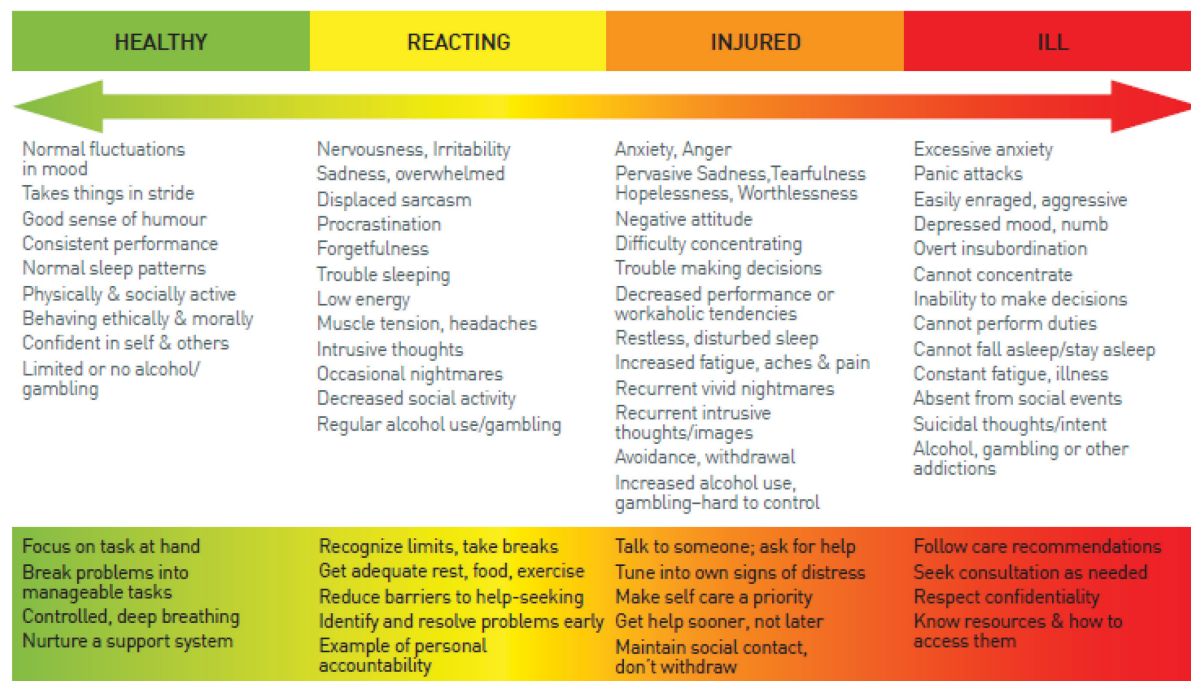 HEALTHY
REACTING
INJURED
ILL
Normal fluctuations
in mood
Takes things in stride
Good sense of humour
Consistent performance
Normal sleep patterns
Physically & socially active
Behaving ethically & morally
Confident in self & others
Limited or no alcohol/
gambling
Nervousness, Irritability
Sadness, overwhelmed
Displaced sarcasm
Procrastination
Forgetfulness
Trouble sleeping
Low energy
Muscle tension, headaches
Intrusive thoughts
Occasional nightmares
Decreased social activity
Regular alcohol use/gambling
Anxiety, Anger
Pervasive Sadness,Tearfulness
Hopelessness, Worthlessness
Negative attitude
Difficulty concentrating
Trouble making decisions
Decreased performance or
workaholic tendencies
Restless, disturbed sleep
Increased fatigue, aches & pain
Recurrent vivid nightmares
Recurrent intrusive
thoughts/images
Avoidance, withdrawal
Increased alcohol use,
gambling–hard to control
Excessive anxiety
Panic attacks
Easily enraged, aggressive
Depressed mood, numb
Overt insubordination
Cannot concentrate
Inability to make decisions
Cannot perform duties
Cannot fall asleep/stay asleep
Constant fatigue, illness
Absent from social events
Suicidal thoughts/intent
Alcohol, gambling or other
addictions
Focus on task at hand
Break problems into
manageable tasks
Controlled, deep breathing
Nurture a support system
Recognize limits, take breaks
Get adequate rest, food, exercise
Reduce barriers to help-seeking
Identify and resolve problems early
Example of personal
accountability
Talk to someone; ask for help
Tune into own signs of distress
Make self care a priority
Get help sooner, not later
Maintain social contact,
don't withdraw
Follow care recommendations
Seek consultation as needed
Respect confidentiality
Know resources & how to
access them